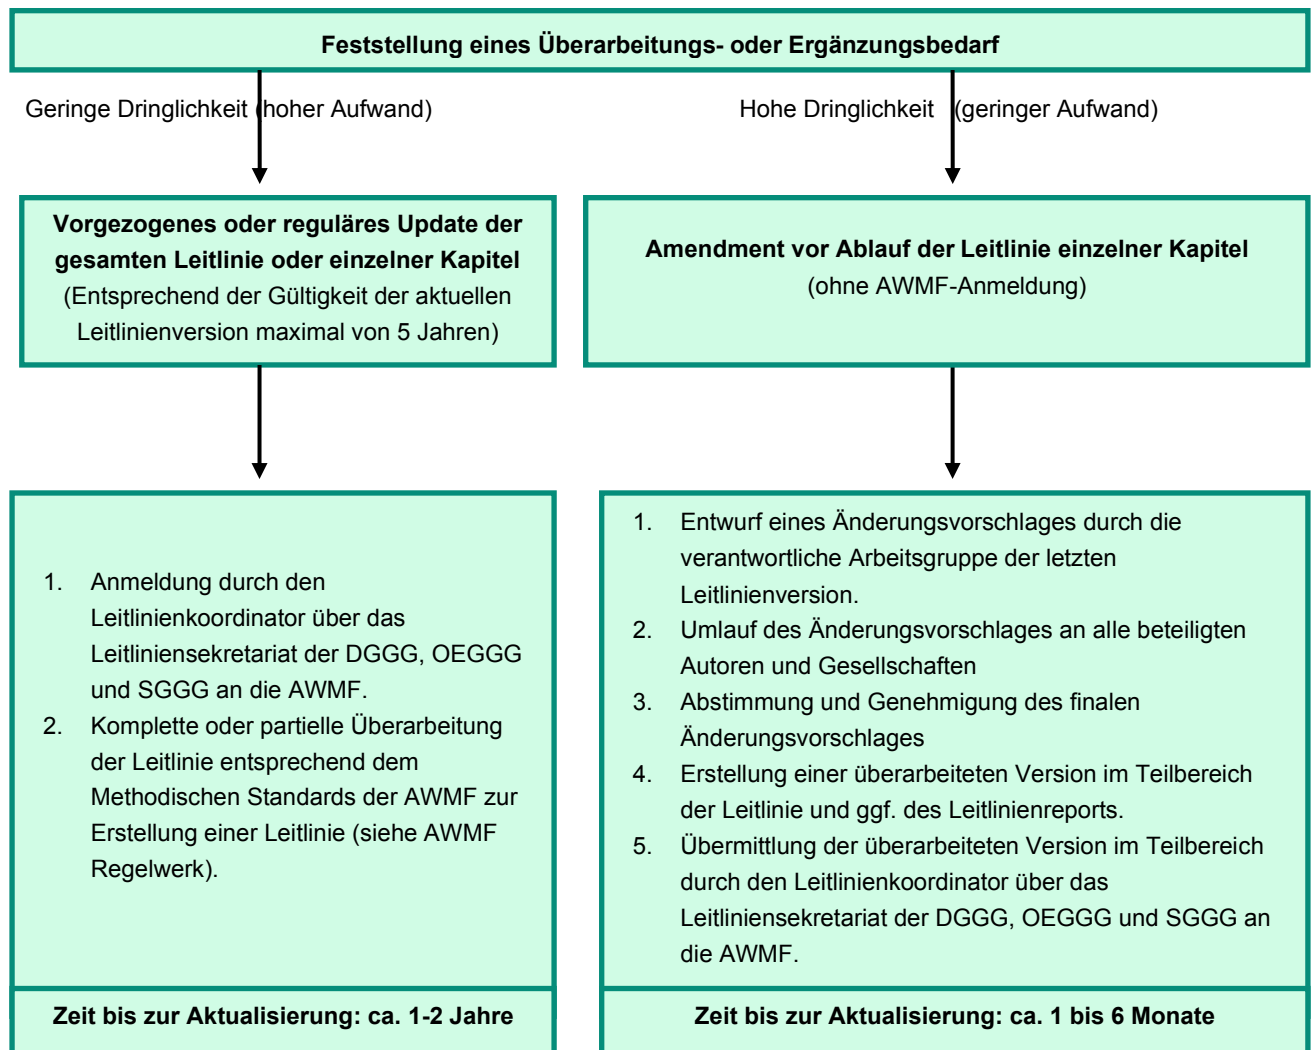 Feststellung eines Überarbeitungs- oder Ergänzungsbedarf
Geringe Dringlichkeit (hoher Aufwand)
Hohe Dringlichkeit (geringer Aufwand)
Vorgezogenes oder reguläres Update der
gesamten Leitlinie oder einzelner Kapitel
(Entsprechend der Gültigkeit der aktuellen
Leitlinienversion maximal von 5 Jahren)
Amendment vor Ablauf der Leitlinie einzelner Kapitel
(ohne AWMF-Anmeldung)
1. Anmeldung durch den
Leitlinienkoordinator über das
Leitliniensekretariat der DGGG, OEGGG
und SGGG an die AWMF.
2. Komplette oder partielle Überarbeitung
der Leitlinie entsprechend dem
Methodischen Standards der AWMF zur
Erstellung einer Leitlinie (siehe AWMF
Regelwerk).
Zeit bis zur Aktualisierung: ca. 1-2 Jahre
1. Entwurf eines Änderungsvorschlages durch die
verantwortliche Arbeitsgruppe der letzten
Leitlinienversion.
2. Umlauf des Änderungsvorschlages an alle beteiligten
Autoren und Gesellschaften
3. Abstimmung und Genehmigung des finalen
Änderungsvorschlages
4. Erstellung einer überarbeiteten Version im Teilbereich
der Leitlinie und ggf. des Leitlinienreports.
5. Übermittlung der überarbeiteten Version im Teilbereich
durch den Leitlinienkoordinator über das
Leitliniensekretariat der DGGG, OEGGG und SGGG an
die AWMF.
Zeit bis zur Aktualisierung: ca. 1 bis 6 Monate